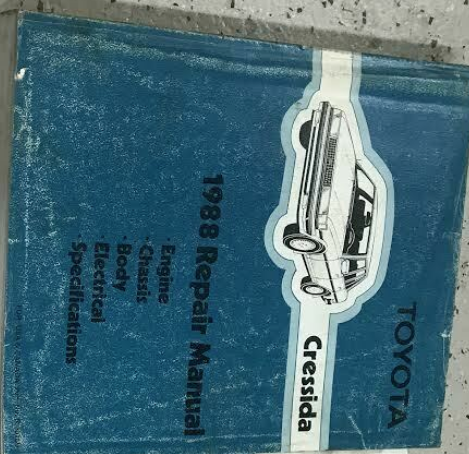 TOYOTA
Cressida
1988 Repair Manual
· Engine
· Chassis
· Body
· Electrical
· Specifications